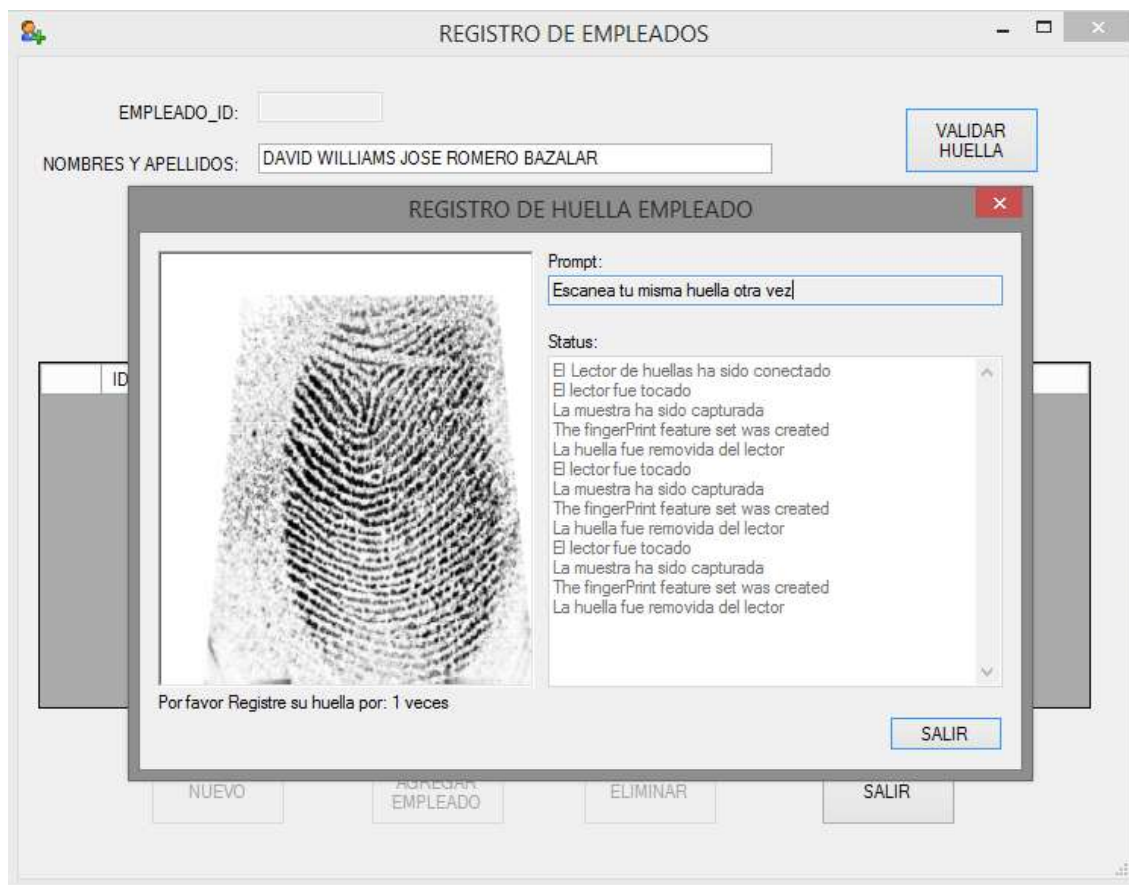 REGISTRO DE EMPLEADOS
EMPLEADO_ID:
VALIDAR
HUELLA
NOMBRES Y APELLIDOS:
DAVID WILLIAMS JOSE ROMERO BAZALAR
REGISTRO DE HUELLA EMPLEADO
Prompt:
Escanea tu misma huella otra vez
Status:
El Lector de huellas ha sido conectado
El lector fue tocado
La muestra ha sido capturada
The fingerPrint feature set was created
La huella fue removida del lector
El lector fue tocado
La muestra ha sido capturada
The fingerPrint feature set was created
La huella fue removida del lector
El lector fue tocado
La muestra ha sido capturada
The fingerPrint feature set was created
La huella fue removida del lector
ID
Por favor Registre su huella por: 1 veces
SALIR
NUEVO
AGREGAR
EMPLEADO
ELIMINAR
SALIR